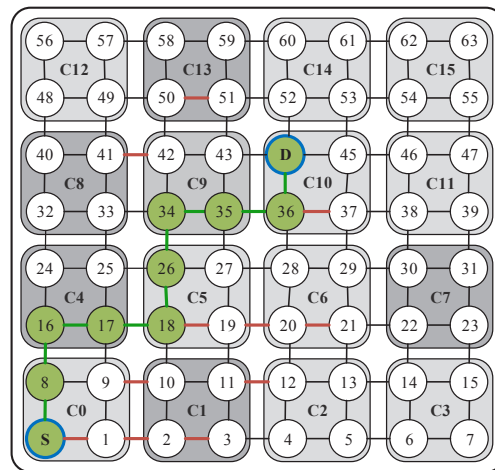 56 57 58 59 60 61 62 63
C12 C13 C14 C15
48 49 50 51 52 53 54 55
40 41 42 43 D 45 46 47
C8 C9 C10 C11
32 33 34 35 36 37 38 39
24 25 26 27 28 29 30 31
C4 C5 C6 C7
16 17 18 19 20 21 22 23
8 9 10 11 12 13 14 15
C0 C1 C2 C3
S 1 2 3 4 5 6 7